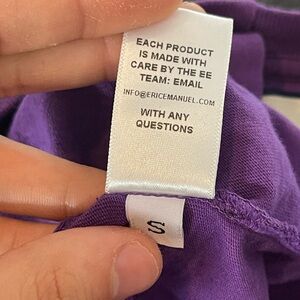 EACH PRODUCT
IS MADE WITH
CARE BY THE EE
TEAM: EMAIL
INFO@ERICEMANUEL.COM
WITH ANY
QUESTIONS
S